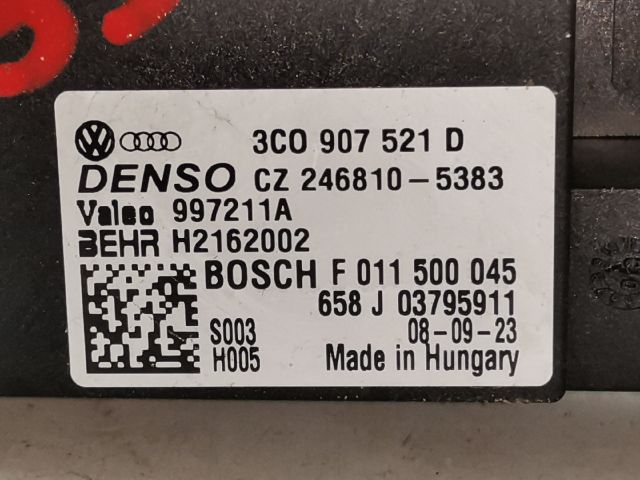 3C0 907 521 D
DENSO CZ 246810-5383
Valeo 997211A
BEHR H2162002
BOSCH F 011 500 045
658 J 03795911
S003 08-09-23
H005 Made in Hungary